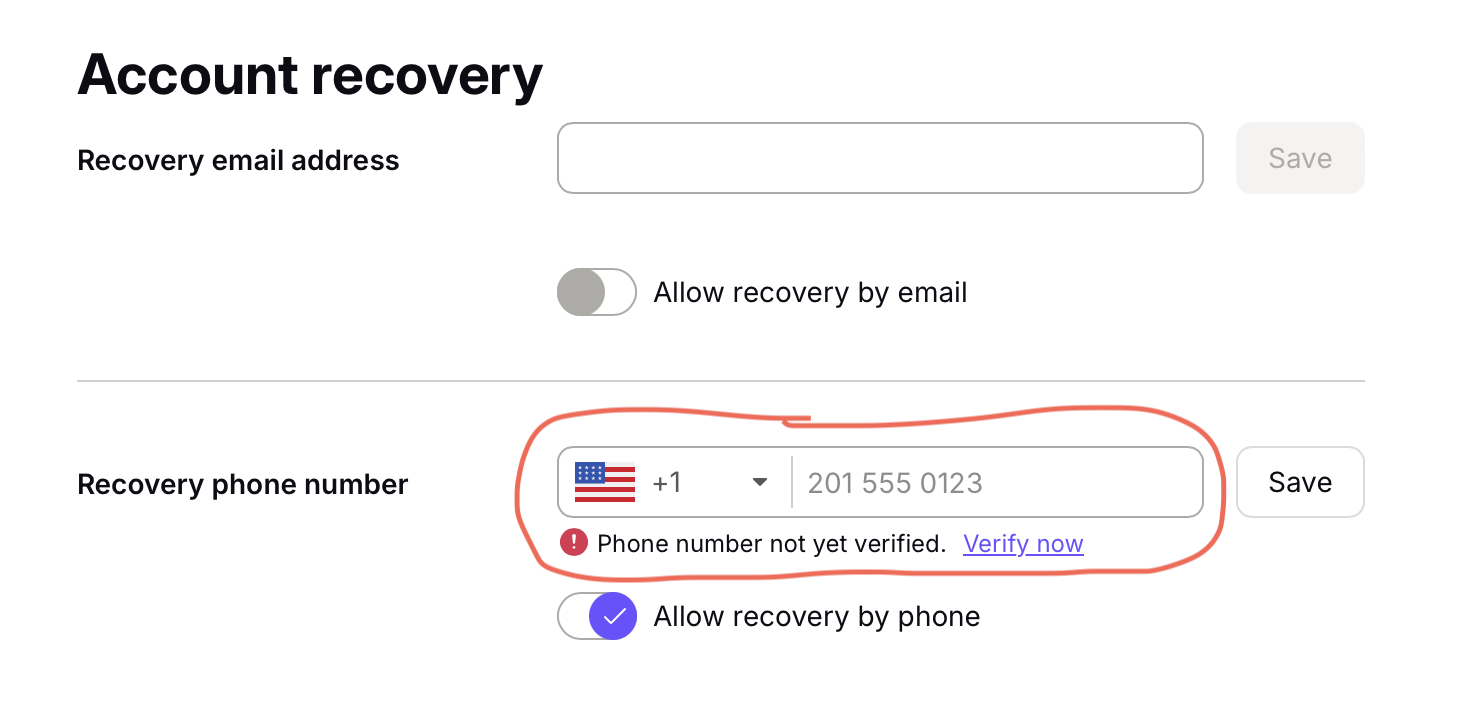 Account recovery
Recovery email address
Save
Allow recovery by email
Recovery phone number
+1
201 555 0123
Save
Phone number not yet verified. Verify now
Allow recovery by phone